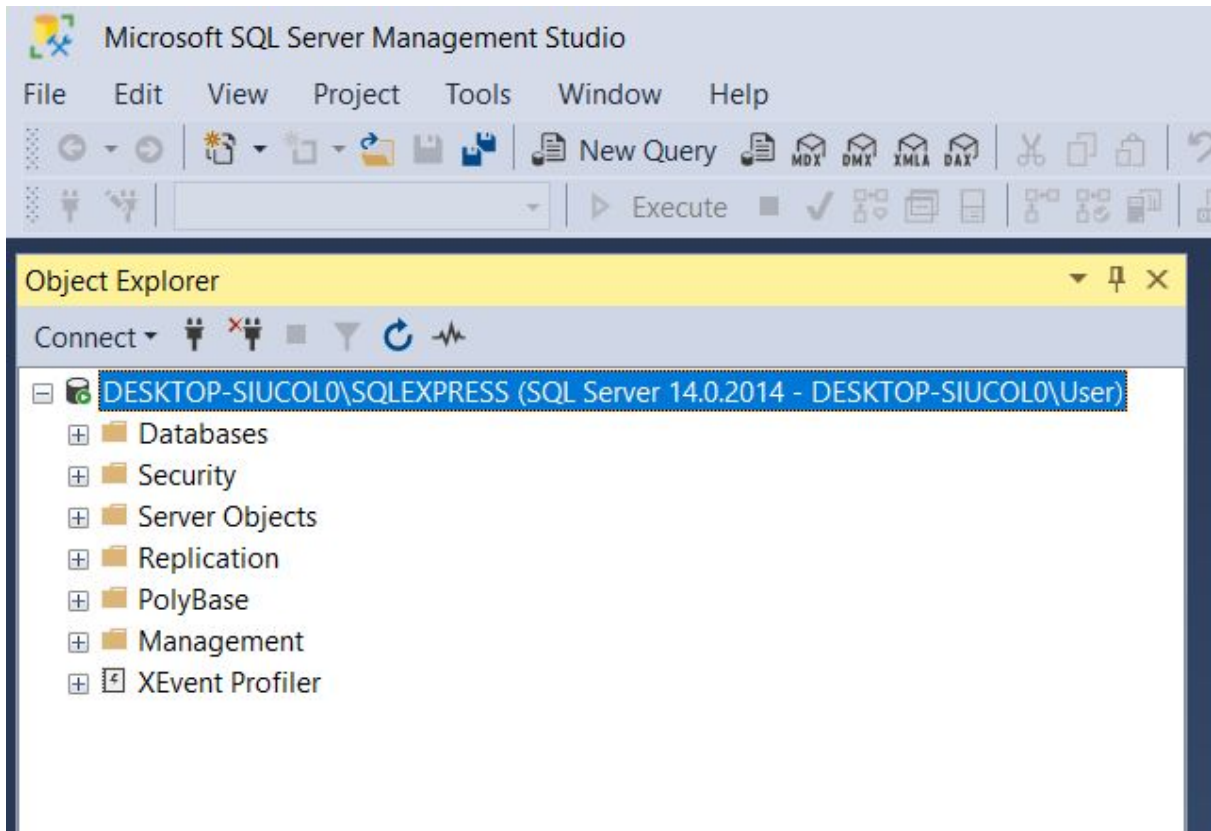 Microsoft SQL Server Management Studio
File Edit View Project Tools Window Help
New Query MDX DMX XMLA DAX
Execute
Object Explorer
Connect
DESKTOP-SIUCOL0\SQLEXPRESS (SQL Server 14.0.2014 - DESKTOP-SIUCOL0\User)
Databases
Security
Server Objects
Replication
PolyBase
Management
XEvent Profiler